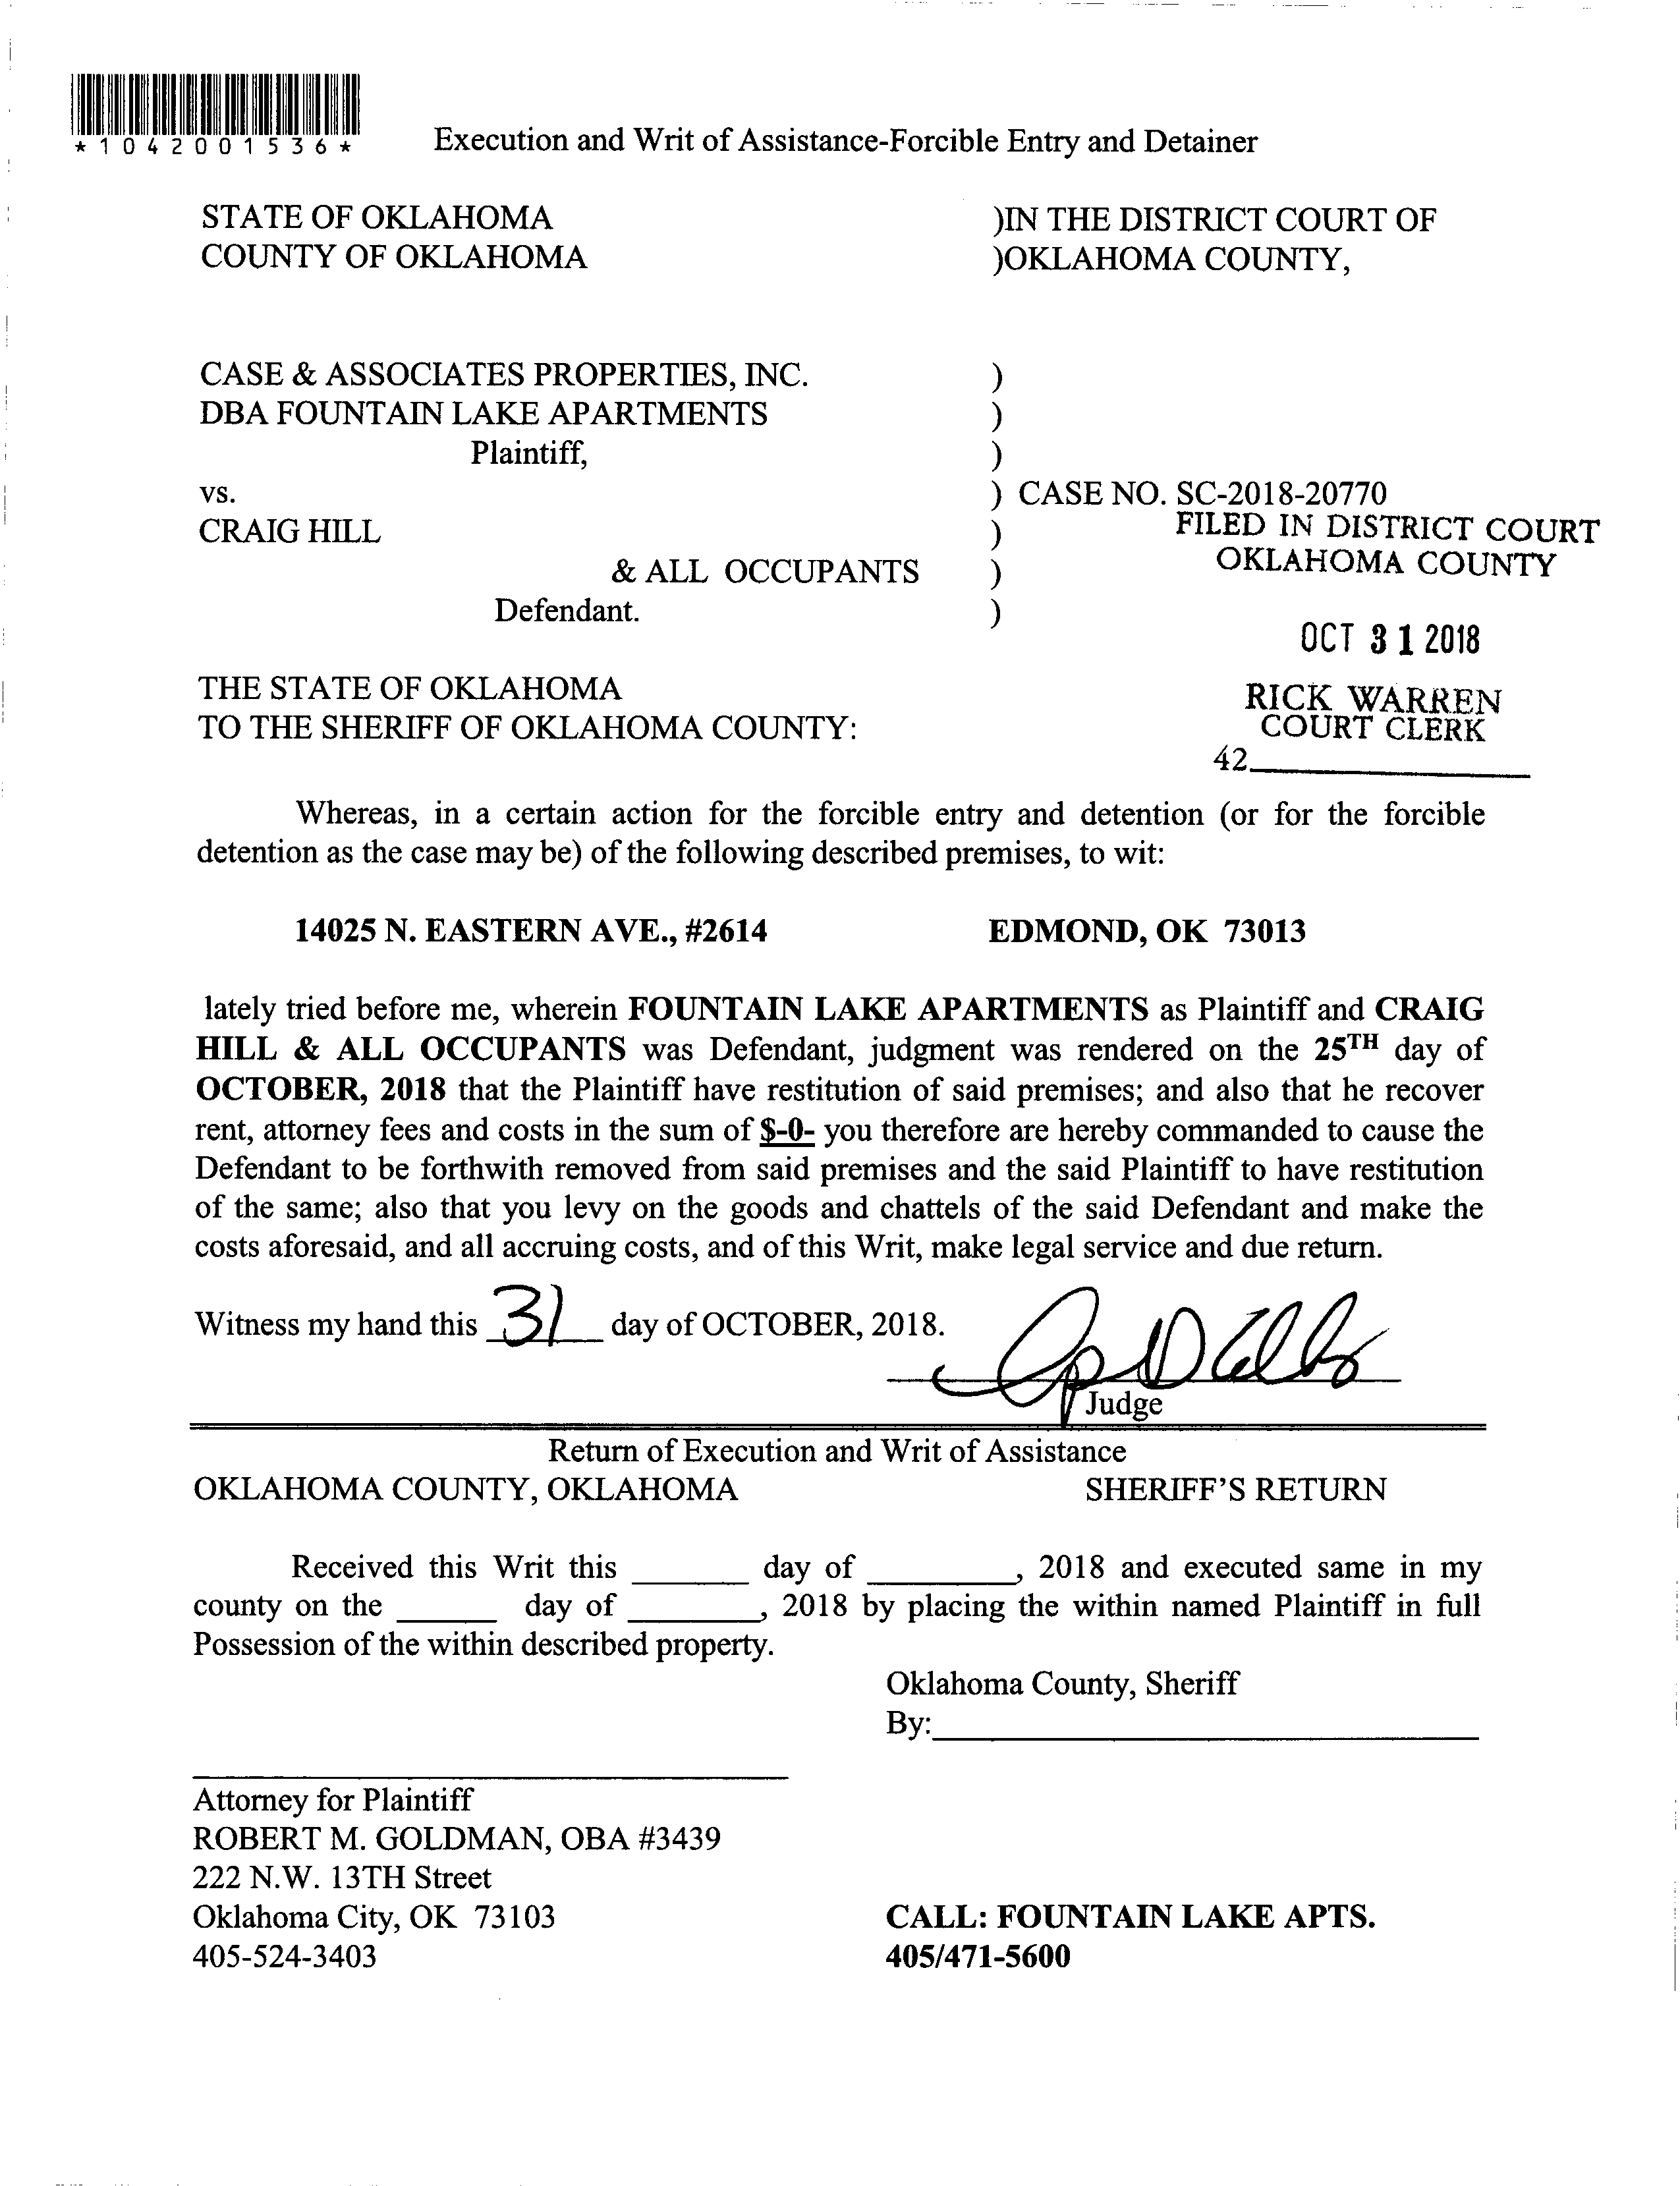 *1042001536*
Execution and Writ of Assistance-Forcible Entry and Detainer
STATE OF OKLAHOMA )IN THE DISTRICT COURT OF
COUNTY OF OKLAHOMA )OKLAHOMA COUNTY,
CASE & ASSOCIATES PROPERTIES, INC. )
DBA FOUNTAIN LAKE APARTMENTS )
Plaintiff, )
vs. ) CASE NO. SC-2018-20770
CRAIG HILL )
& ALL OCCUPANTS )
Defendant. )
FILED IN DISTRICT COURT
OKLAHOMA COUNTY
OCT 31 2018
RICK WARREN
COURT CLERK
42
THE STATE OF OKLAHOMA
TO THE SHERIFF OF OKLAHOMA COUNTY:
Whereas, in a certain action for the forcible entry and detention (or for the forcible
detention as the case may be) of the following described premises, to wit:
14025 N. EASTERN AVE., #2614 EDMOND, OK 73013
lately tried before me, wherein FOUNTAIN LAKE APARTMENTS as Plaintiff and CRAIG
HILL & ALL OCCUPANTS was Defendant, judgment was rendered on the 25TH day of
OCTOBER, 2018 that the Plaintiff have restitution of said premises; and also that he recover
rent, attorney fees and costs in the sum of $-0- you therefore are hereby commanded to cause the
Defendant to be forthwith removed from said premises and the said Plaintiff to have restitution
of the same; also that you levy on the goods and chattels of the said Defendant and make the
costs aforesaid, and all accruing costs, and of this Writ, make legal service and due return.
Witness my hand this 31 day of OCTOBER, 2018.
Judge
Return of Execution and Writ of Assistance
OKLAHOMA COUNTY, OKLAHOMA SHERIFF'S RETURN
Received this Writ this ______ day of ______, 2018 and executed same in my
county on the ______ day of ______, 2018 by placing the within named Plaintiff in full
Possession of the within described property.
Oklahoma County, Sheriff
By:
Attorney for Plaintiff
ROBERT M. GOLDMAN, OBA #3439
222 N.W. 13TH Street
Oklahoma City, OK 73103
405-524-3403
CALL: FOUNTAIN LAKE APTS.
405/471-5600